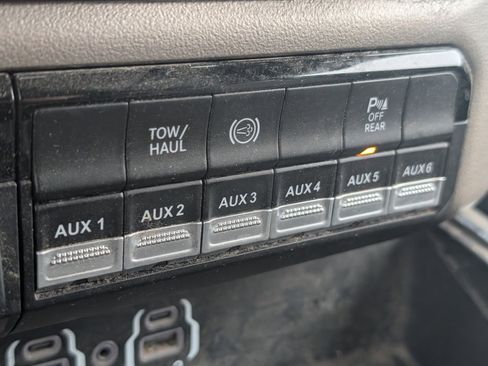 TOW/
HAUL
P
OFF
REAR
AUX 1
AUX 2
AUX 3
AUX 4
AUX 5
AUX 6